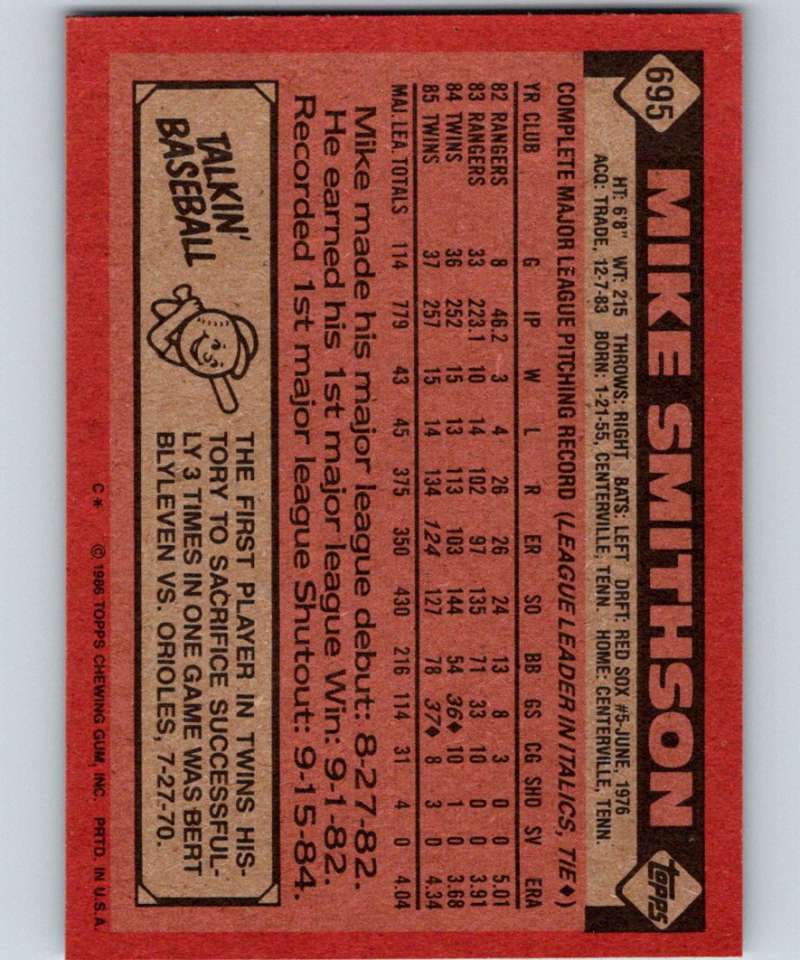 695
MIKE SMITHSON
TOPPS
HT: 6'8" WT: 215 THROWS: RIGHT BATS: LEFT DRFT: RED SOX #5-JUNE, 1976
ACQ: TRADE, 12-7-83 BORN: 1-21-55, CENTERVILLE, TENN. HOME: CENTERVILLE, TENN.
COMPLETE MAJOR LEAGUE PITCHING RECORD (LEAGUE LEADER IN ITALICS, TIE♦)
YR CLUB G IP W L R ER SO BB GS CG SHO SV ERA
82 RANGERS 8 46.2 3 4 26 26 24 13 8 3 0 0 5.01
83 RANGERS 33 223.1 10 14 102 97 135 71 33 10 0 0 3.91
84 TWINS 36 252 15 13 113 103 144 54 36♦ 10 1 0 3.68
85 TWINS 37 257 15 14 134 124 127 78 37♦ 8 3 0 4.34
MAJ. LEA. TOTALS 114 779 43 45 375 350 430 216 114 31 4 0 4.04
Mike made his major league debut: 8-27-82.
He earned his 1st major league Win: 9-1-82.
Recorded 1st major league Shutout: 9-15-84.
TALKIN'
BASEBALL
THE FIRST PLAYER IN TWINS HIS-
TORY TO SACRIFICE SUCCESSFUL-
LY 3 TIMES IN ONE GAME WAS BERT
BLYLEVEN VS. ORIOLES, 7-27-70.
C* © 1986 TOPPS CHEWING GUM, INC. PRTD. IN U.S.A.